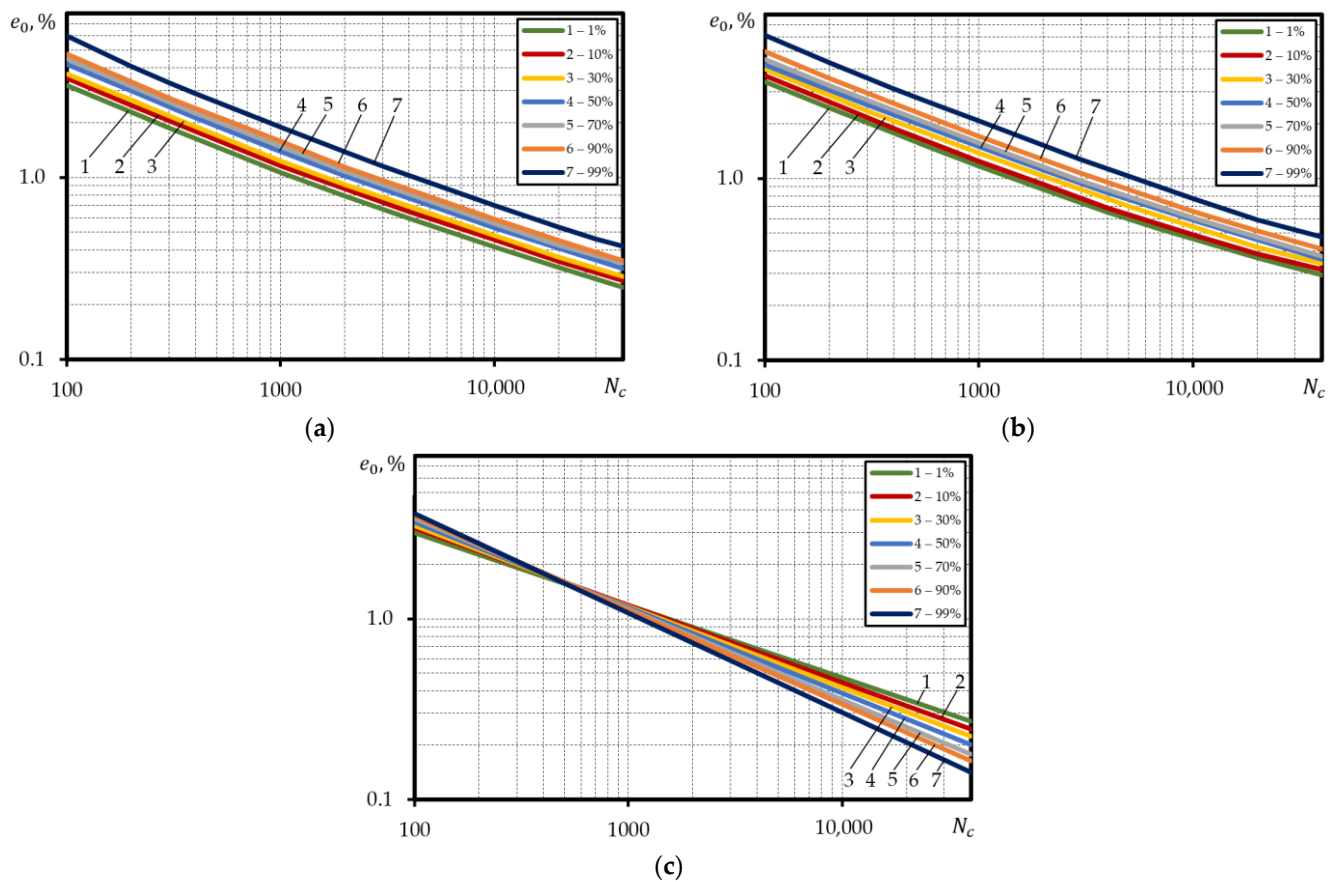 e₀, %
1 – 1%
2 – 10%
3 – 30%
4 – 50%
5 – 70%
6 – 90%
7 – 99%
4 5 6 7
1 2 3
1.0
0.1
100 1000 10,000 N_c
(a)
e₀, %
1 – 1%
2 – 10%
3 – 30%
4 – 50%
5 – 70%
6 – 90%
7 – 99%
4 5 6 7
1 2 3
1.0
0.1
100 1000 10,000 N_c
(b)
e₀, %
1 – 1%
2 – 10%
3 – 30%
4 – 50%
5 – 70%
6 – 90%
7 – 99%
1.0
1 2
3 4 5 6 7
0.1
100 1000 10,000 N_c
(c)